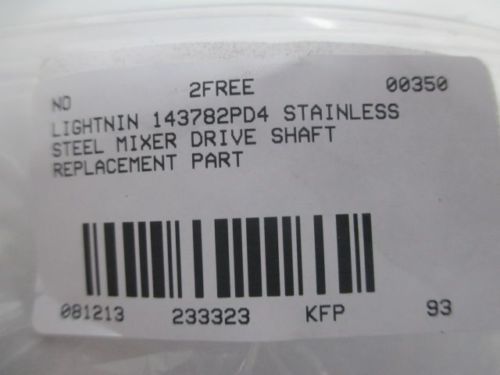 NO 2FREE 00350
LIGHTNIN 143782PD4 STAINLESS
STEEL MIXER DRIVE SHAFT
REPLACEMENT PART
081213 233323 KFP 93